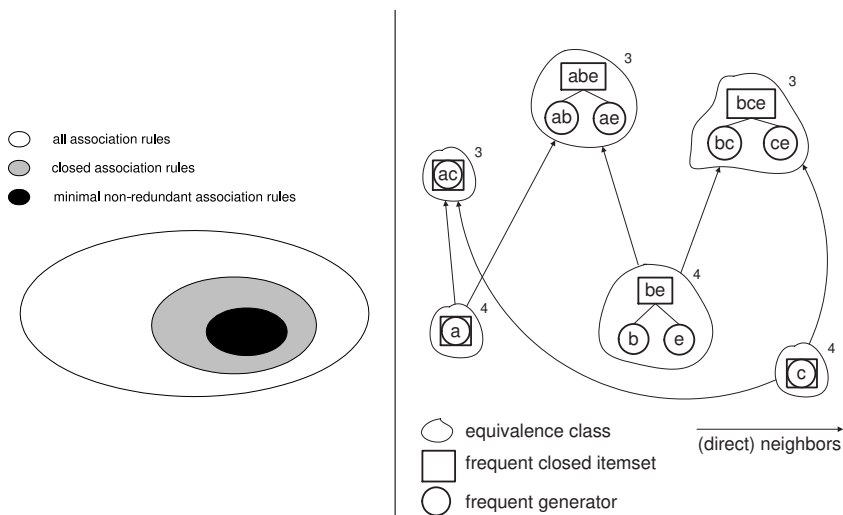 all association rules
closed association rules
minimal non-redundant association rules
3
abe
ab ae
3
bce
bc ce
3
ac
4
a
4
be
b e
4
c
equivalence class
frequent closed itemset
frequent generator
(direct) neighbors